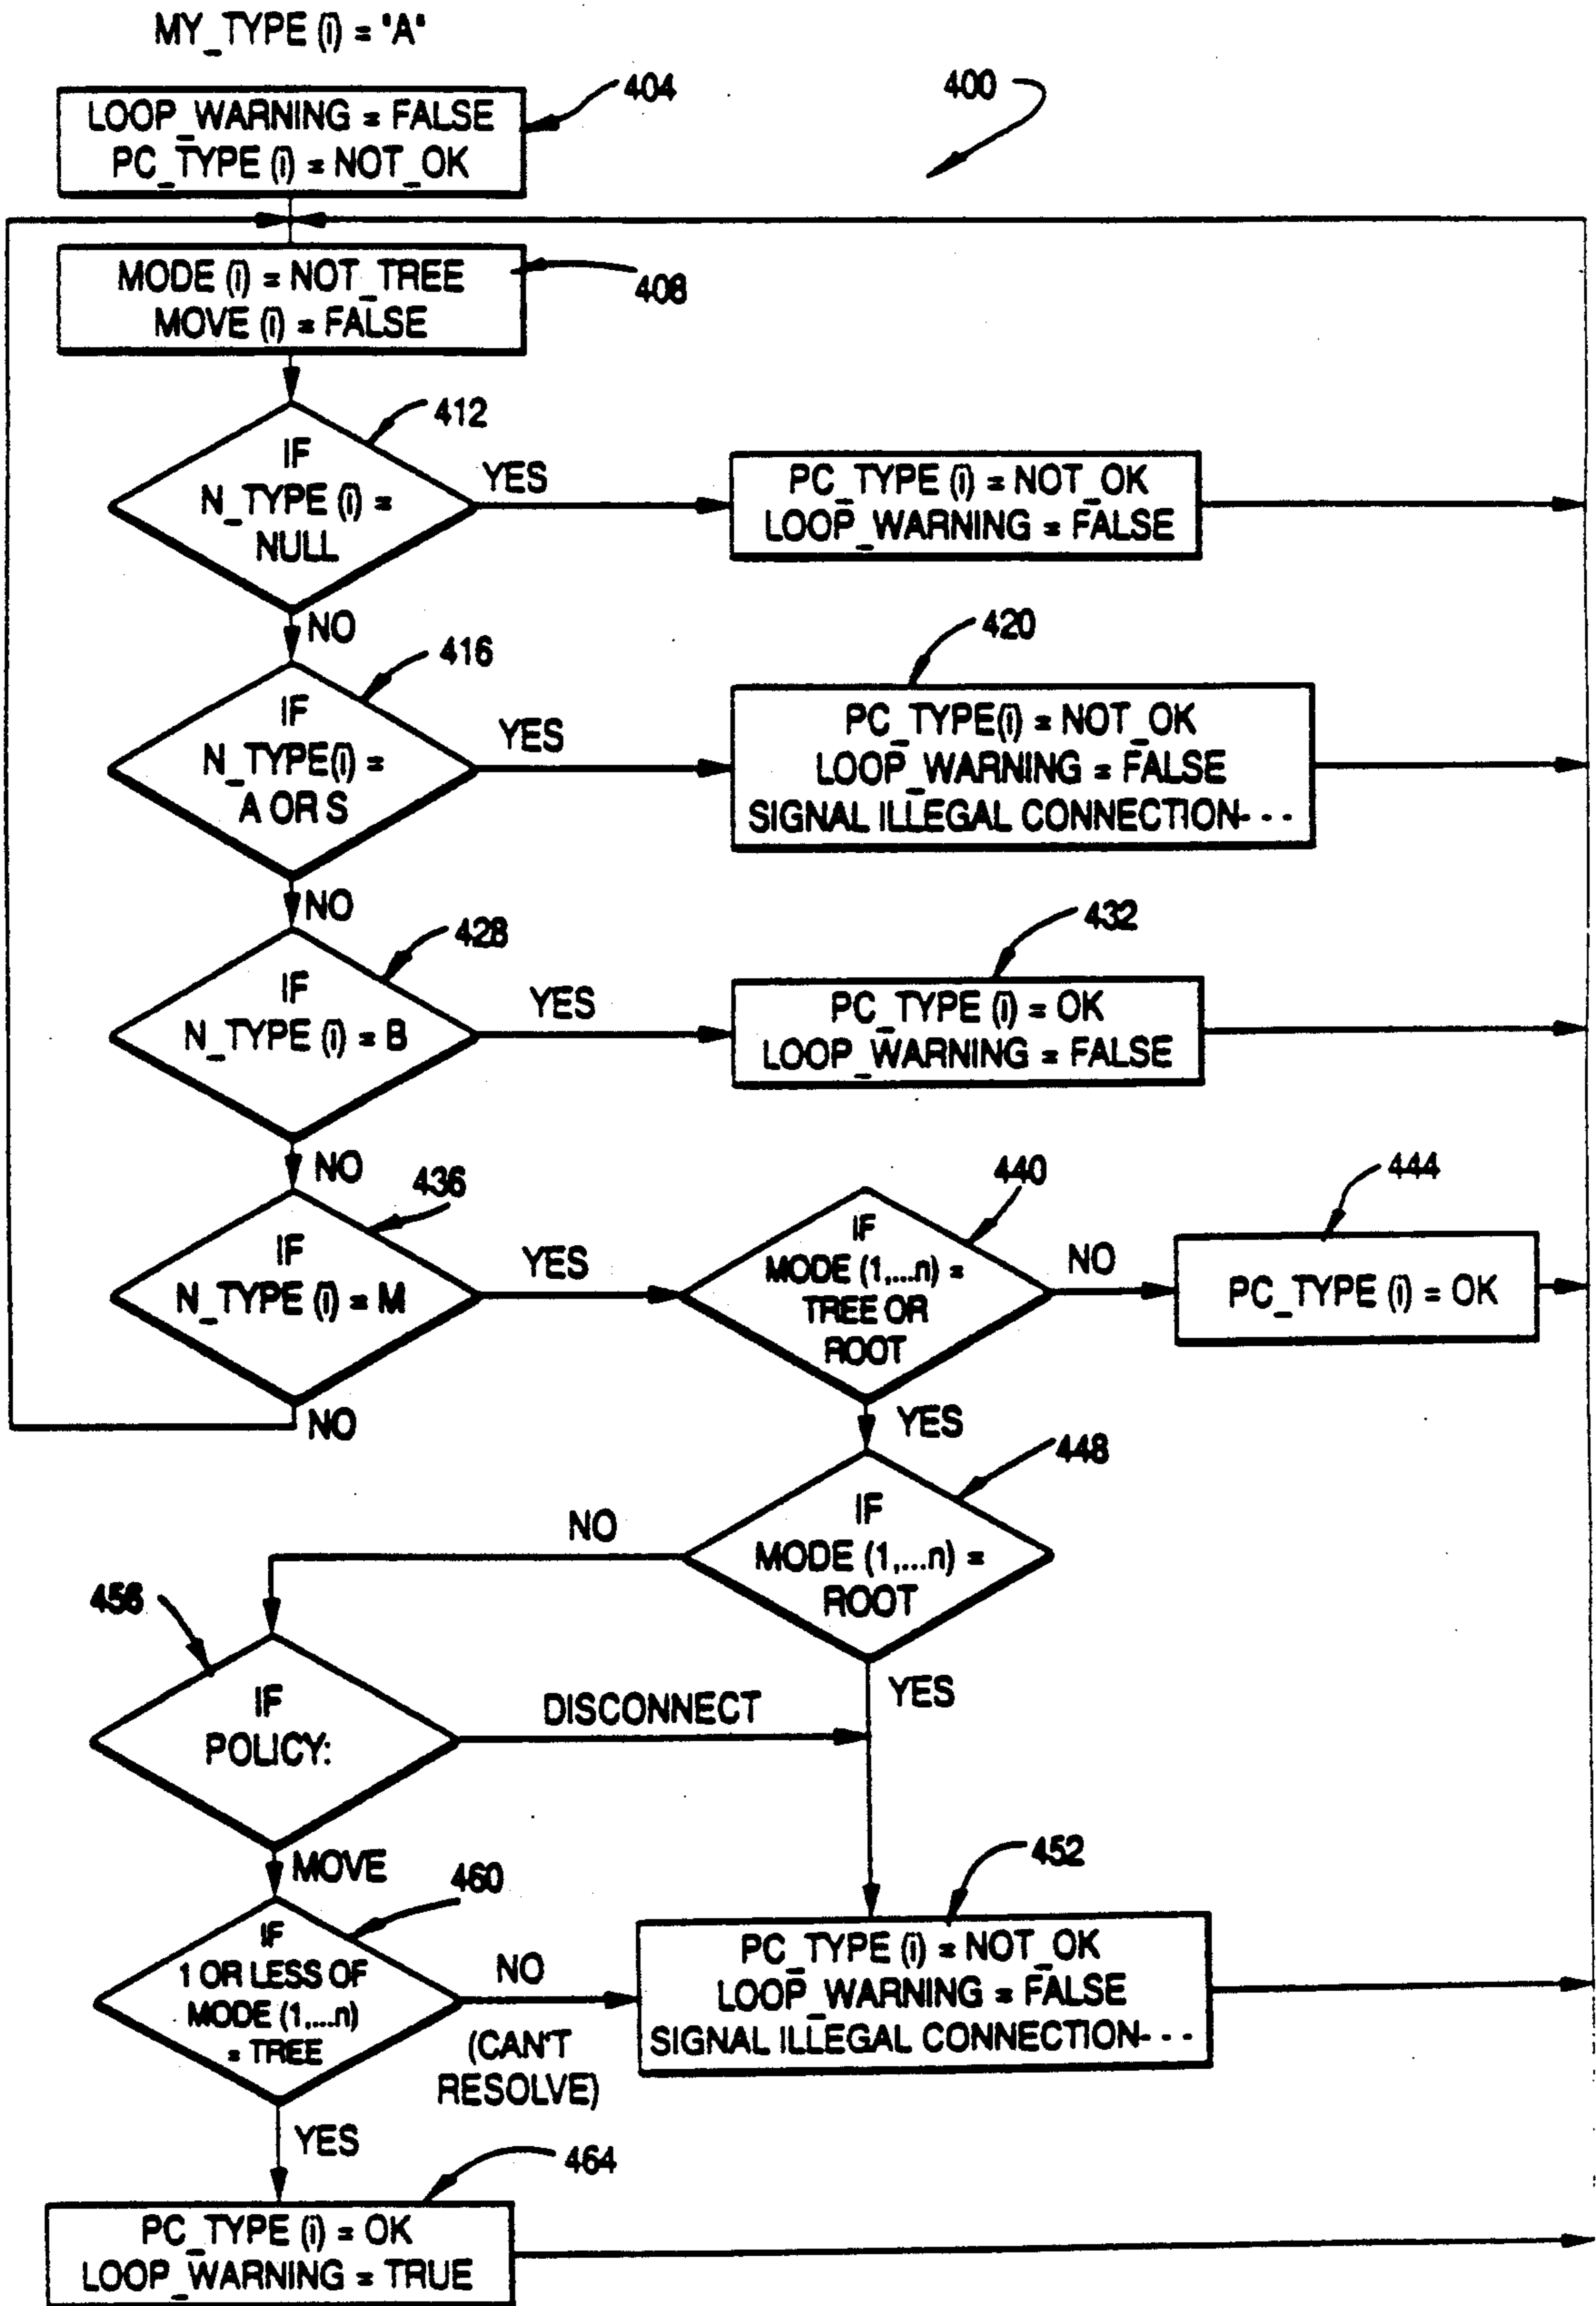 MY_TYPE (i) = "A"
LOOP_WARNING = FALSE
PC_TYPE (i) = NOT_OK
404
400
MODE (i) = NOT_TREE
MOVE (i) = FALSE
408
IF
N_TYPE (i) =
NULL
412
YES
PC_TYPE (i) = NOT_OK
LOOP_WARNING = FALSE
NO
IF
N_TYPE(i) =
A OR S
416
YES
420
PC_TYPE(i) = NOT_OK
LOOP_WARNING = FALSE
SIGNAL ILLEGAL CONNECTION---
NO
IF
N_TYPE (i) = B
428
YES
432
PC_TYPE (i) = OK
LOOP_WARNING = FALSE
NO
IF
N_TYPE (i) = M
436
YES
NO
IF
MODE (1,...n) =
TREE OR
ROOT
440
NO
444
PC_TYPE (i) = OK
YES
IF
MODE (1,...n) =
ROOT
448
NO
YES
456
IF
POLICY:
DISCONNECT
MOVE
IF
1 OR LESS OF
MODE (1,...n)
= TREE
460
NO
(CAN'T
RESOLVE)
452
PC_TYPE (i) = NOT_OK
LOOP_WARNING = FALSE
SIGNAL ILLEGAL CONNECTION---
YES
464
PC_TYPE (i) = OK
LOOP_WARNING = TRUE